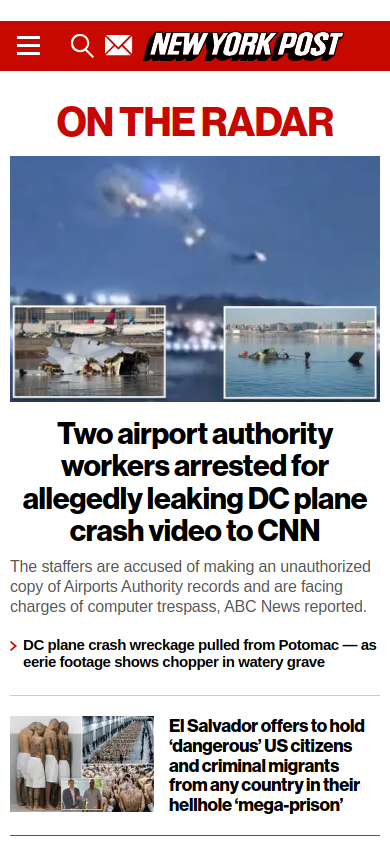 NEW YORK POST
ON THE RADAR
Two airport authority
workers arrested for
allegedly leaking DC plane
crash video to CNN
The staffers are accused of making an unauthorized
copy of Airports Authority records and are facing
charges of computer trespass, ABC News reported.
DC plane crash wreckage pulled from Potomac — as
eerie footage shows chopper in watery grave
El Salvador offers to hold
‘dangerous’ US citizens
and criminal migrants
from any country in their
hellhole ‘mega-prison’